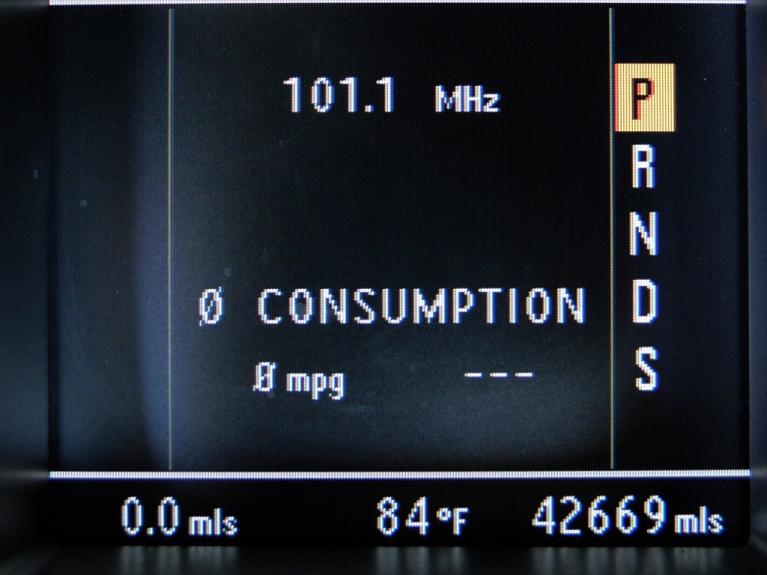 101.1 MHz
P
R
N
Ø CONSUMPTION
D
Ø mpg ---
S
0.0 mls 84°F 42669 mls